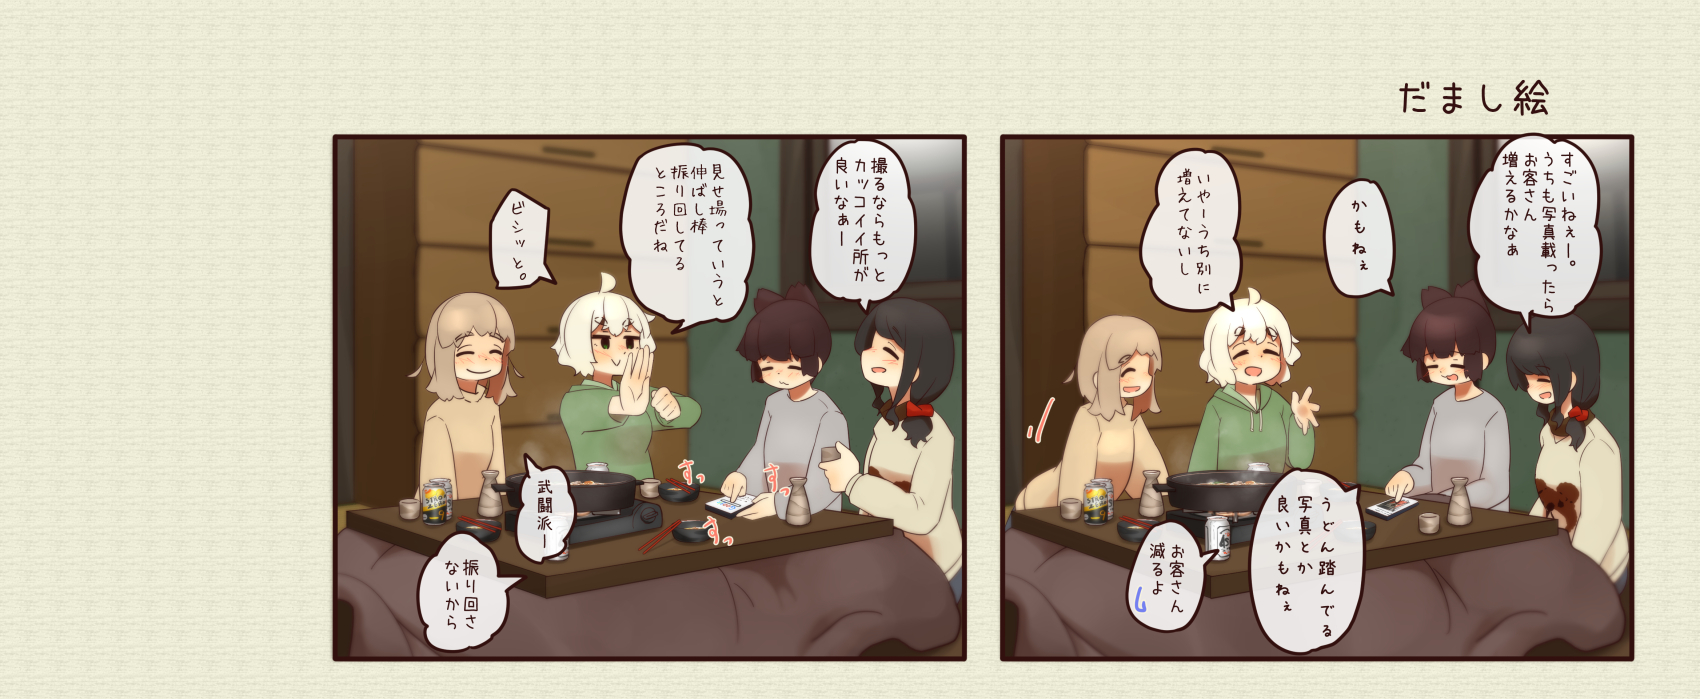 だまし絵
すごいねぇー。
うちも写真載ったら
お客さん
増えるかなぁ
かもねぇ
いやーうち別に
増えてないし
うどん踏んでる
写真とか
良いかもねぇ
お客さん
減るよ
撮るならもっと
カッコイイ所が
良いなぁー
見せ場っていうと
伸ばし棒
振り回してる
ところだね
ビシッと。
武闘派ー
振り回さ
ないから
すっ
すっ
すっ